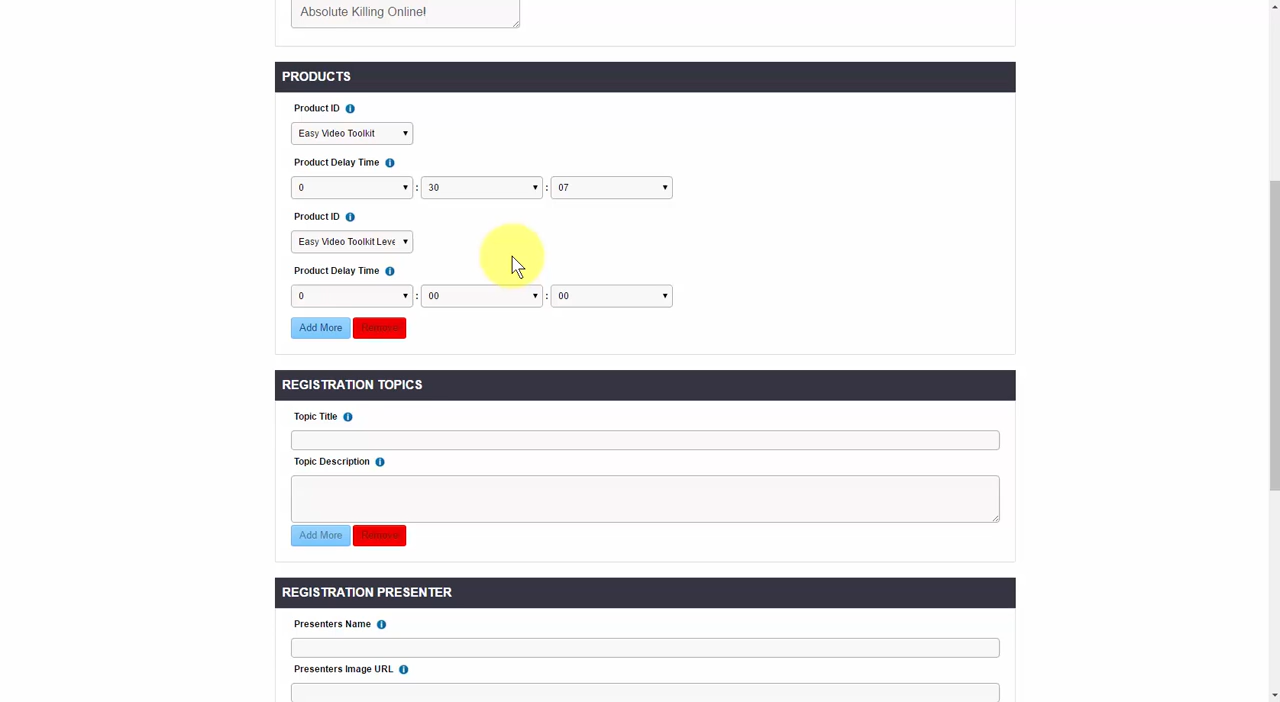 Absolute Killing Online!
PRODUCTS
Product ID
Easy Video Toolkit
Product Delay Time
0 : 30 : 07
Product ID
Easy Video Toolkit Leve
Product Delay Time
0 : 00 : 00
Add More Remove
REGISTRATION TOPICS
Topic Title
Topic Description
Add More Remove
REGISTRATION PRESENTER
Presenters Name
Presenters Image URL